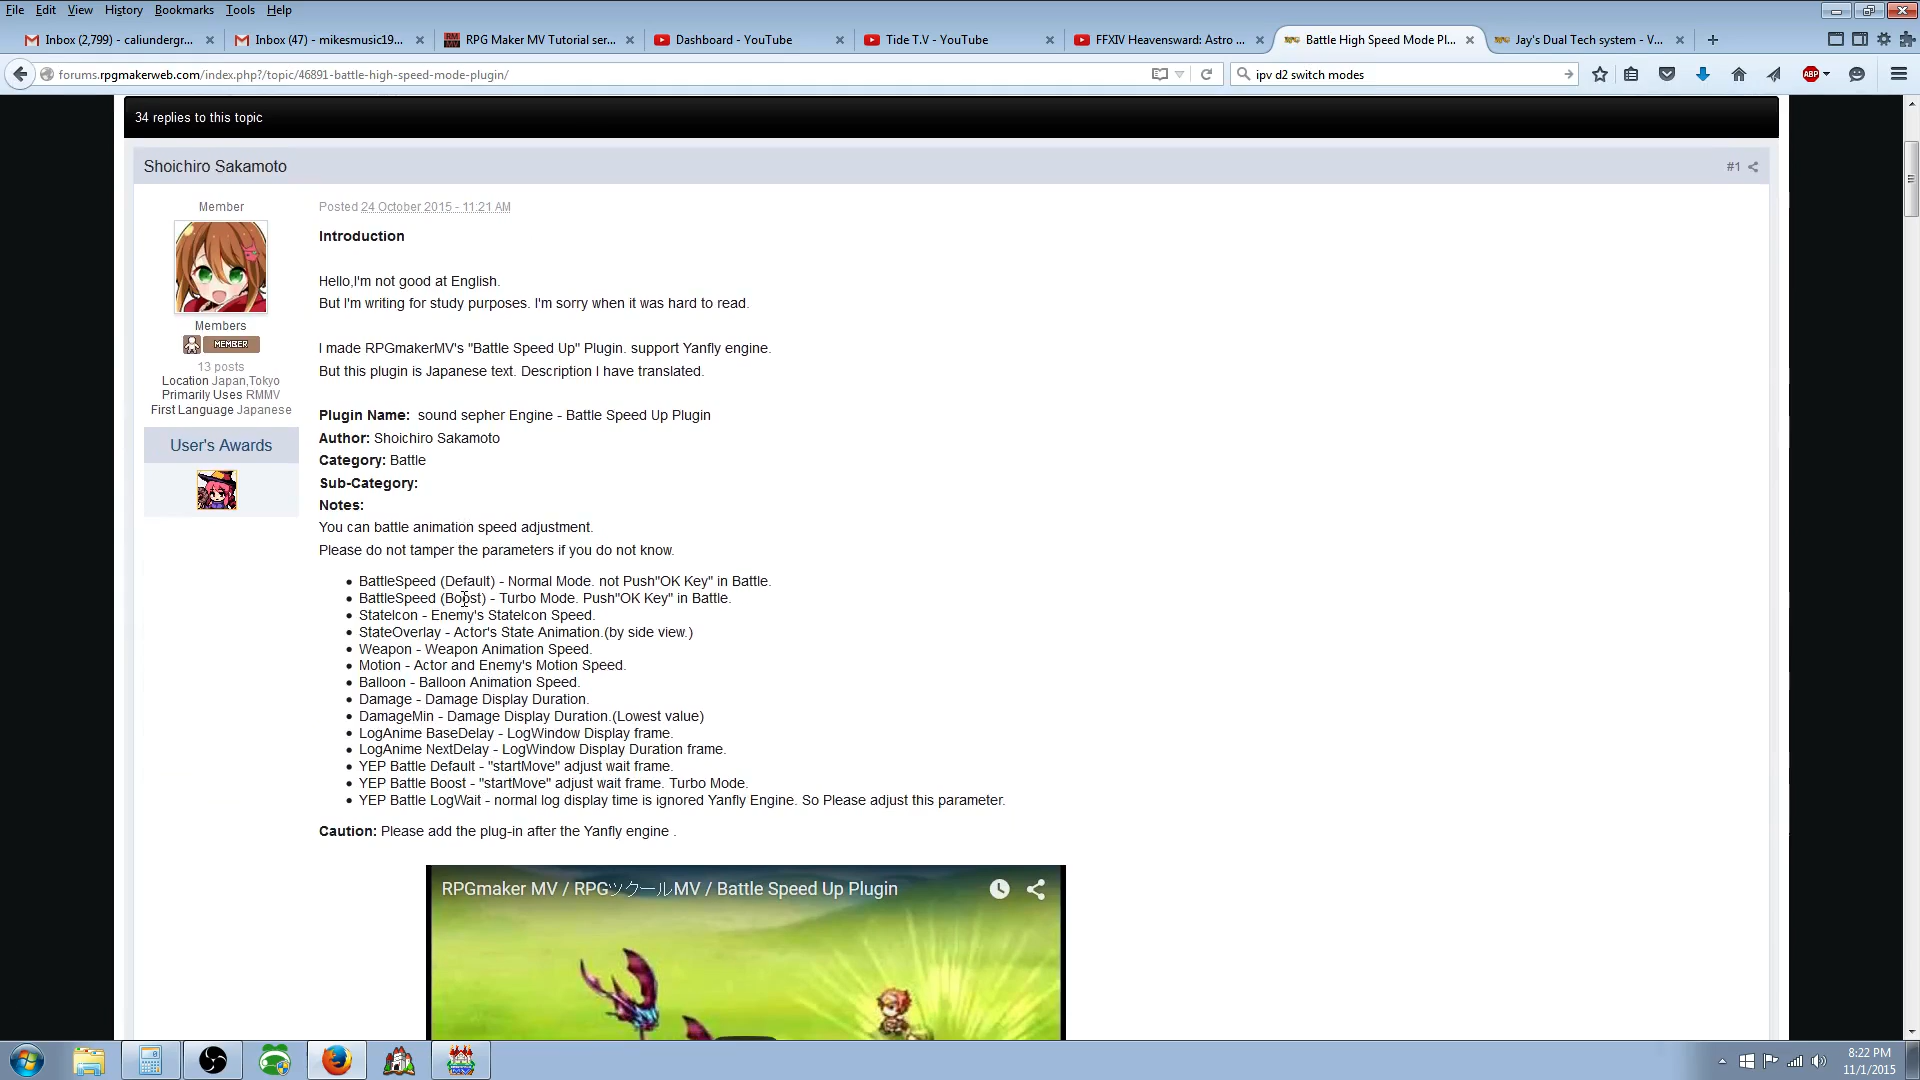 File Edit View History Bookmarks Tools Help
Inbox (2,799) - caliundergr...
Inbox (47) - mikesmusic19...
RPG Maker MV Tutorial ser...
Dashboard - YouTube
Tide T.V - YouTube
FFXIV Heavensward: Astro ...
Battle High Speed Mode Pl...
Jay's Dual Tech system - V...
forums.rpgmakerweb.com/index.php?/topic/46891-battle-high-speed-mode-plugin/
ipv d2 switch modes
ABP
34 replies to this topic
Shoichiro Sakamoto
#1
Member
Posted 24 October 2015 - 11:21 AM
Introduction
Hello,I'm not good at English.
But I'm writing for study purposes. I'm sorry when it was hard to read.
Members
MEMBER
13 posts
Location Japan,Tokyo
Primarily Uses RMMV
First Language Japanese
User's Awards
I made RPGmakerMV's "Battle Speed Up" Plugin. support Yanfly engine.
But this plugin is Japanese text. Description I have translated.
Plugin Name: sound sepher Engine - Battle Speed Up Plugin
Author: Shoichiro Sakamoto
Category: Battle
Sub-Category:
Notes:
You can battle animation speed adjustment.
Please do not tamper the parameters if you do not know.
BattleSpeed (Default) - Normal Mode. not Push"OK Key" in Battle.
BattleSpeed (Boost) - Turbo Mode. Push"OK Key" in Battle.
StateIcon - Enemy's StateIcon Speed.
StateOverlay - Actor's State Animation.(by side view.)
Weapon - Weapon Animation Speed.
Motion - Actor and Enemy's Motion Speed.
Balloon - Balloon Animation Speed.
Damage - Damage Display Duration.
DamageMin - Damage Display Duration.(Lowest value)
LogAnime BaseDelay - LogWindow Display frame.
LogAnime NextDelay - LogWindow Display Duration frame.
YEP Battle Default - "startMove" adjust wait frame.
YEP Battle Boost - "startMove" adjust wait frame. Turbo Mode.
YEP Battle LogWait - normal log display time is ignored Yanfly Engine. So Please adjust this parameter.
Caution: Please add the plug-in after the Yanfly engine .
RPGmaker MV / RPGツクールMV / Battle Speed Up Plugin
8:22 PM
11/1/2015